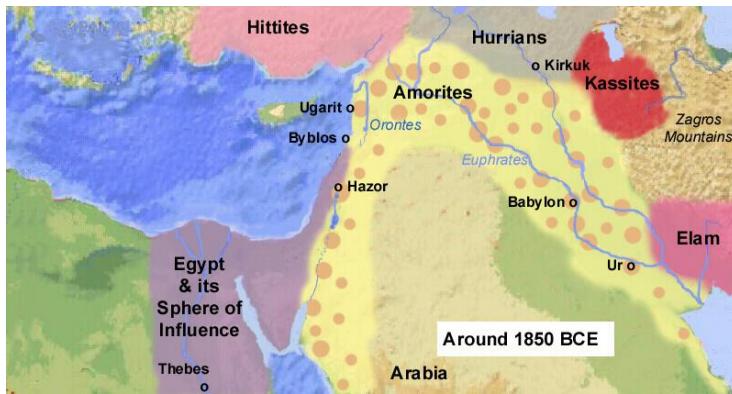 Hittites
Hurrians
Kirkuk
Kassites
Amorites
Ugarit
Orontes
Zagros
Mountains
Byblos
Euphrates
Hazor
Babylon
Elam
Egypt
& its
Sphere of
Influence
Ur
Around 1850 BCE
Thebes
Arabia